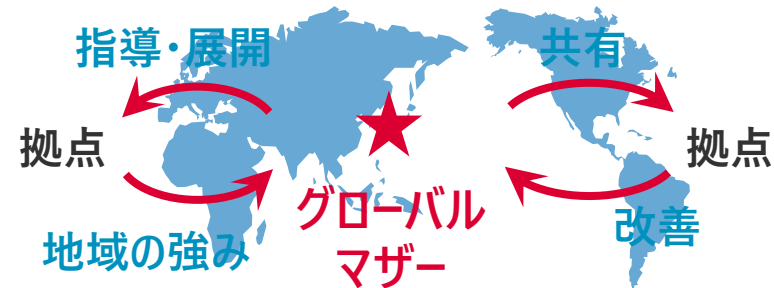 指導・展開
共有
拠点
拠点
グローバル
マザー
地域の強み
改善